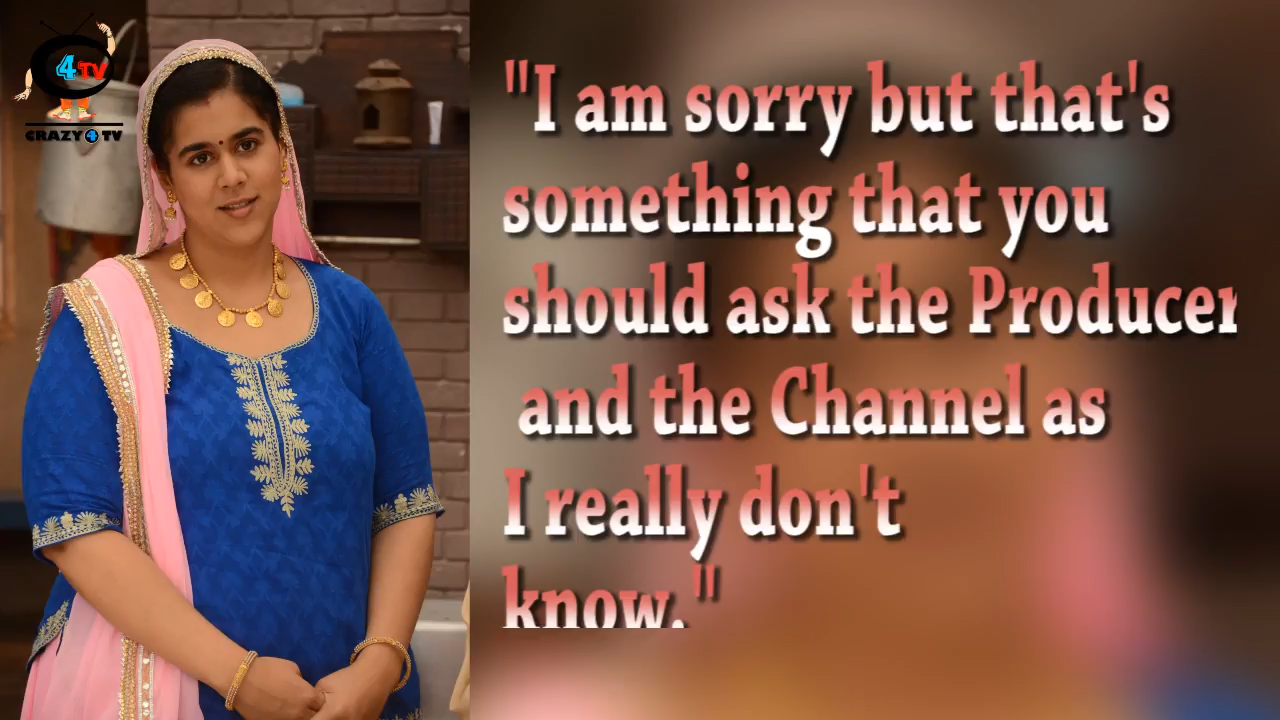 4TV
CRAZY4TV
"I am sorry but that's
something that you
should ask the Producer
and the Channel as
I really don't
know."